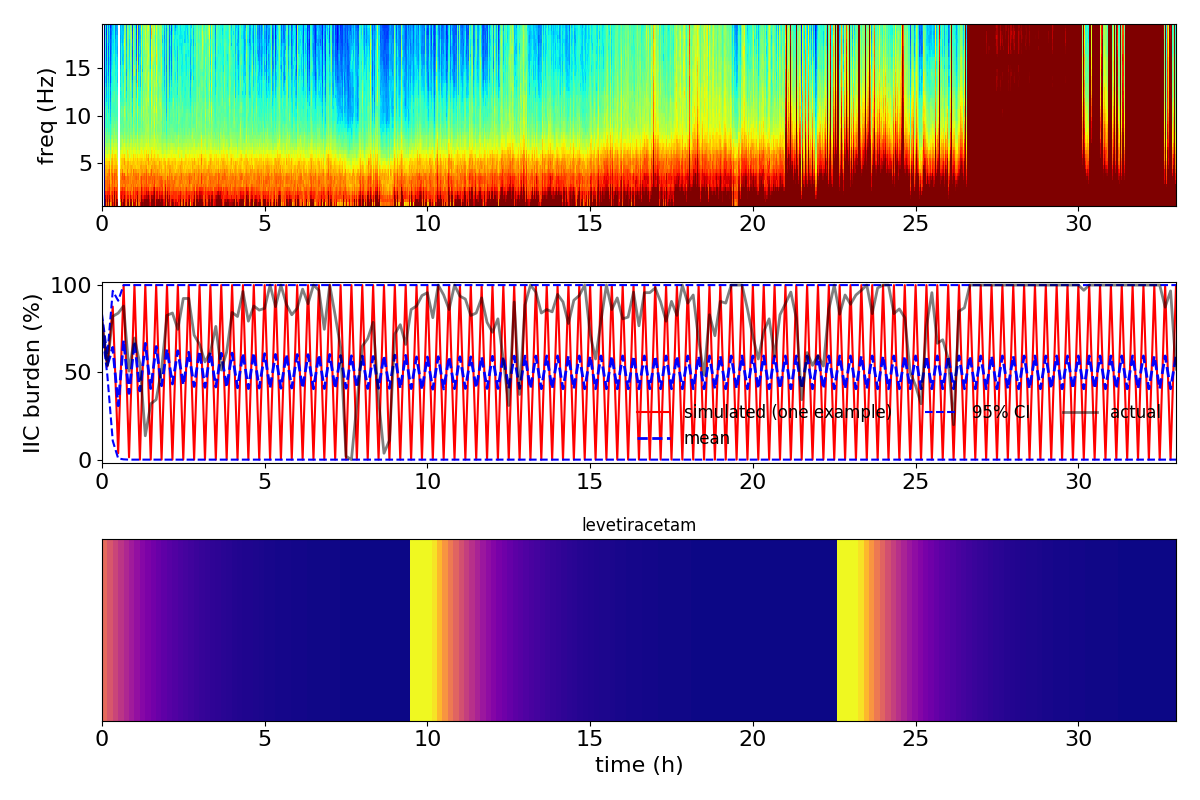 freq (Hz)
15
10
5
0 5 10 15 20 25 30
IIC burden (%)
100
50
0
simulated (one example) 95% CI actual
mean
0 5 10 15 20 25 30
levetiracetam
0 5 10 15 20 25 30
time (h)